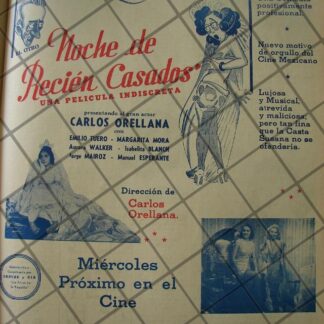 positivamente
profesional.
Noche de
Recién Casados
UNA PELICULA INDISCRETA
Nuevo motivo
de orgullo del
Cine Mexicano
presentando al gran actor
CARLOS ORELLANA
con
EMILIO TUERO - MARGARITA MORA
Amparo WALKER - Isabelita BLANCH
Jorge MAIROZ - Manuel ESPERANTE
Lujosa
y Musical,
atrevida
y maliciosa;
pero tan fina
que la Casta
Susana no se
ofendería.
Dirección de
Carlos
Orellana.
Miércoles
Próximo en el
Cine